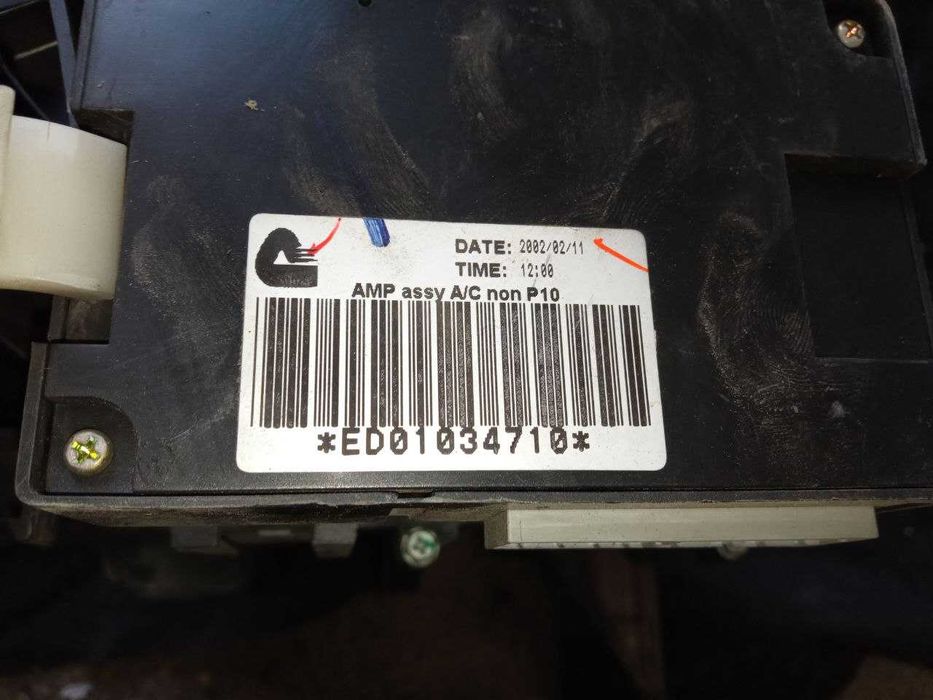 DATE: 2002/02/11
TIME: 12:00
AMP assy A/C non P10
*ED01034710*